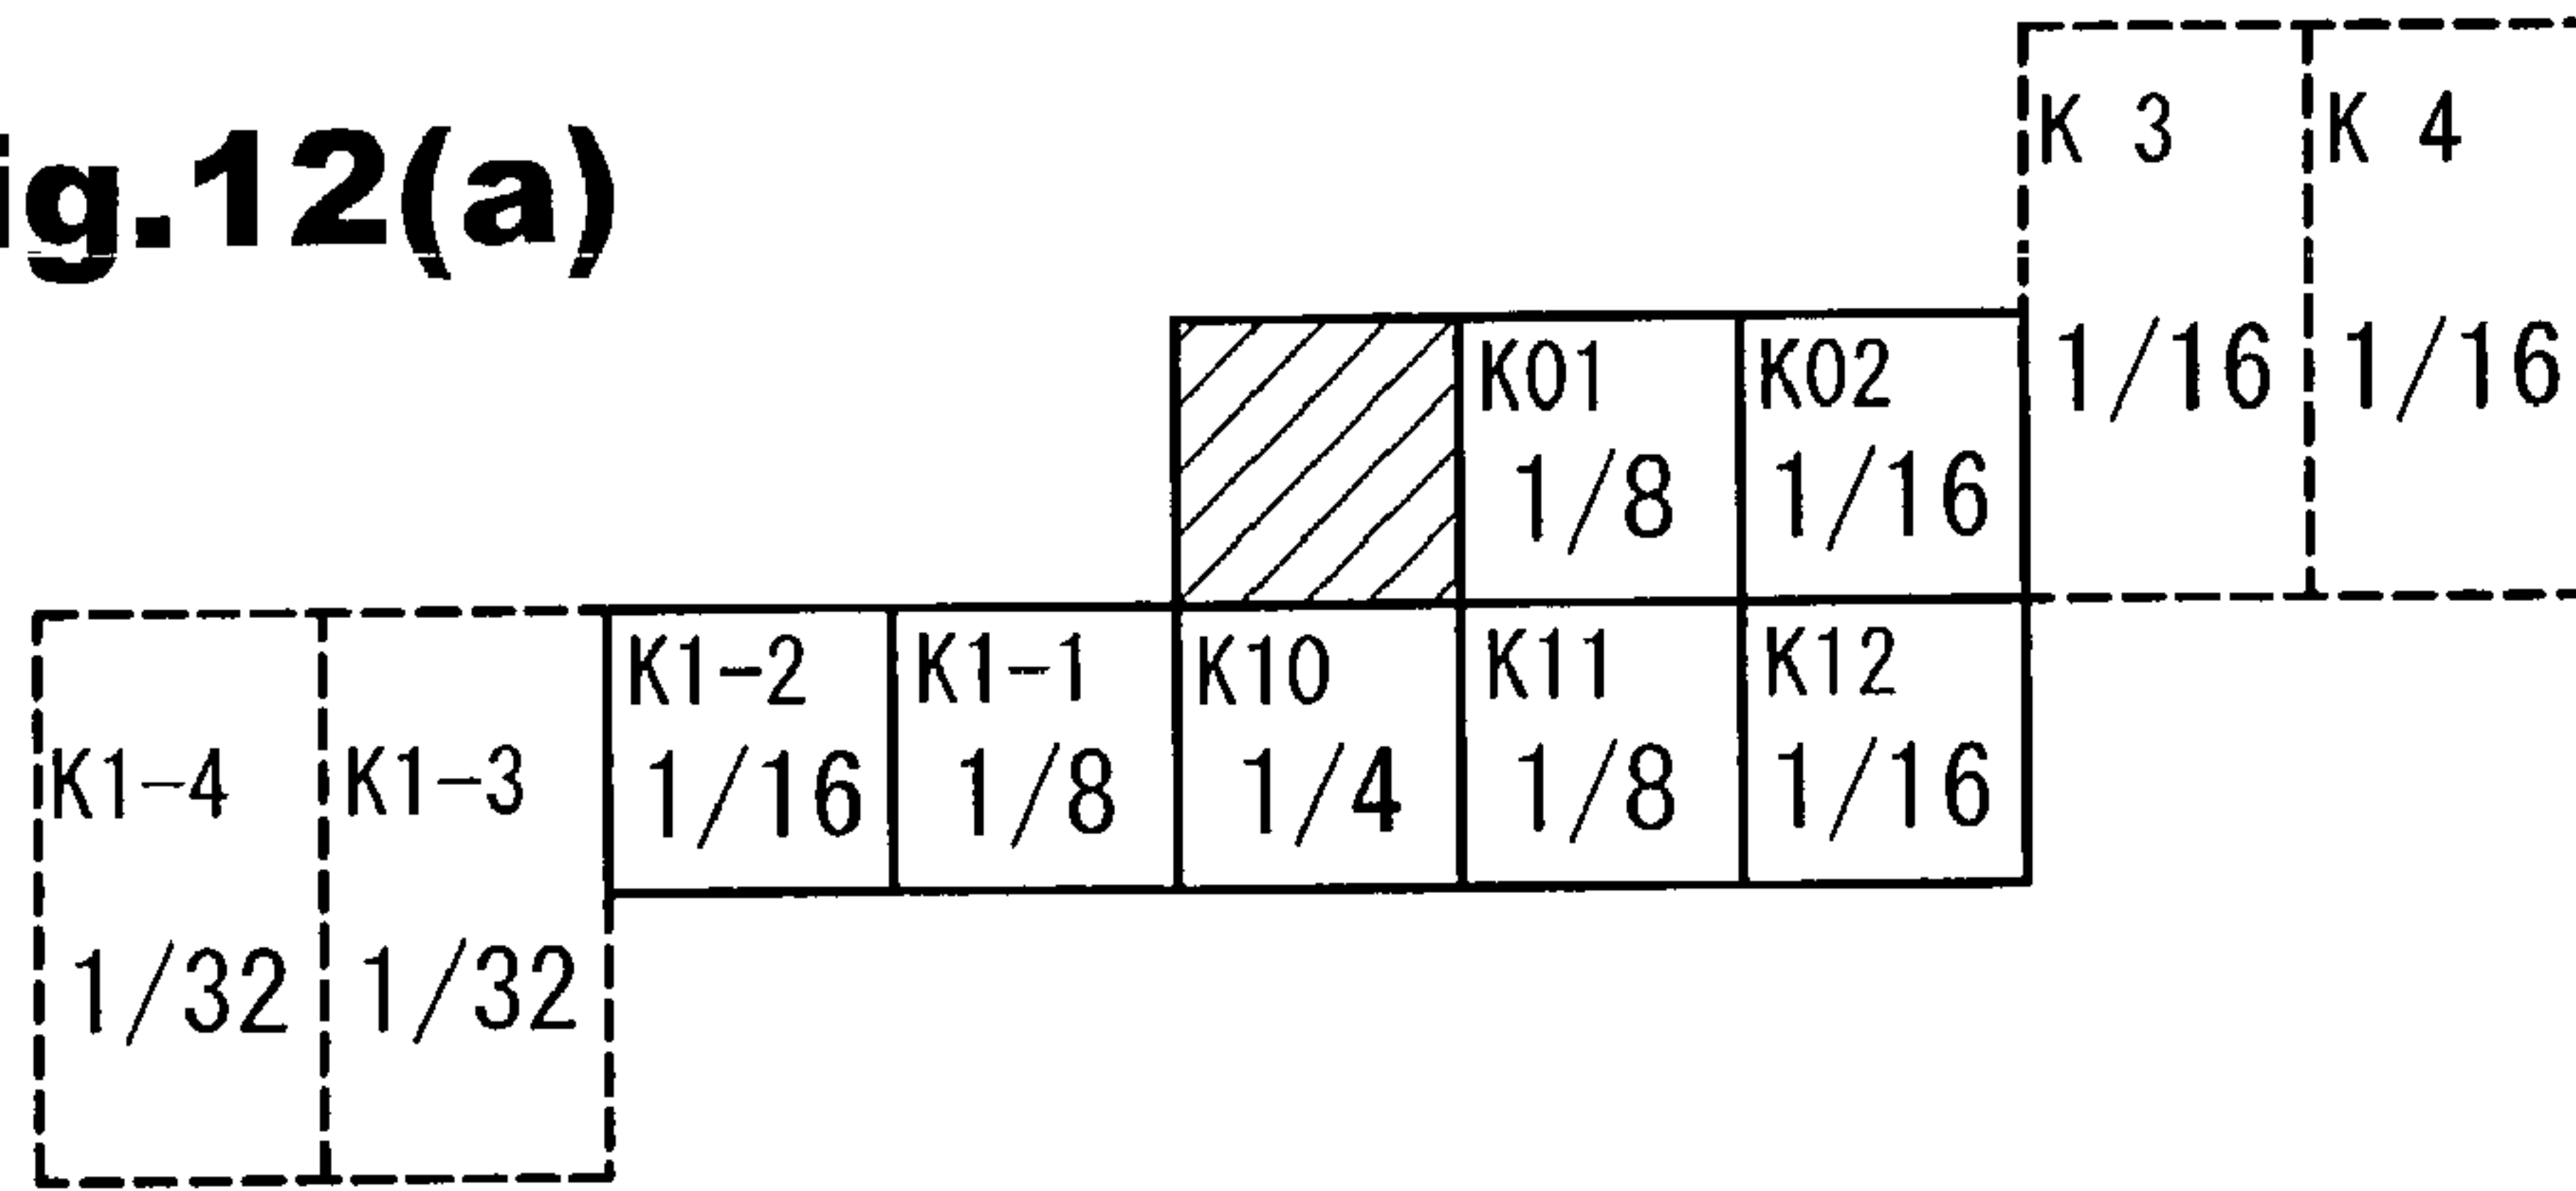 ig.12(a)
K 3
1/16
K 4
1/16
K01
1/8
K02
1/16
K1-4
1/32
K1-3
1/32
K1-2
1/16
K1-1
1/8
K10
1/4
K11
1/8
K12
1/16